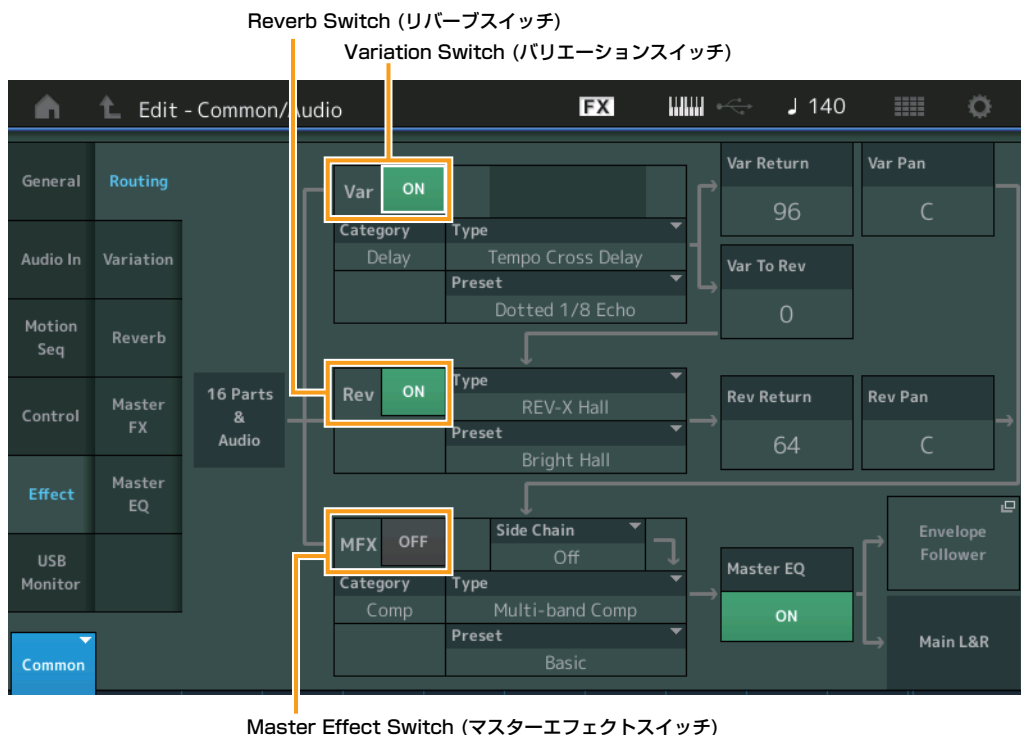 Reverb Switch (リバーブスイッチ)
Variation Switch (バリエーションスイッチ)
Edit - Common/Audio
FX
140
General
Routing
Audio In
Variation
Motion
Seq
Reverb
Control
Master
FX
Effect
Master
EQ
USB
Monitor
Common
16 Parts
&
Audio
Var
ON
Category
Type
Delay
Tempo Cross Delay
Preset
Dotted 1/8 Echo
Var Return
96
Var Pan
C
Var To Rev
0
Rev
ON
Type
REV-X Hall
Preset
Bright Hall
Rev Return
64
Rev Pan
C
MFX
OFF
Side Chain
Off
Category
Type
Comp
Multi-band Comp
Preset
Basic
Master EQ
ON
Envelope
Follower
Main L&R
Master Effect Switch (マスターエフェクトスイッチ)